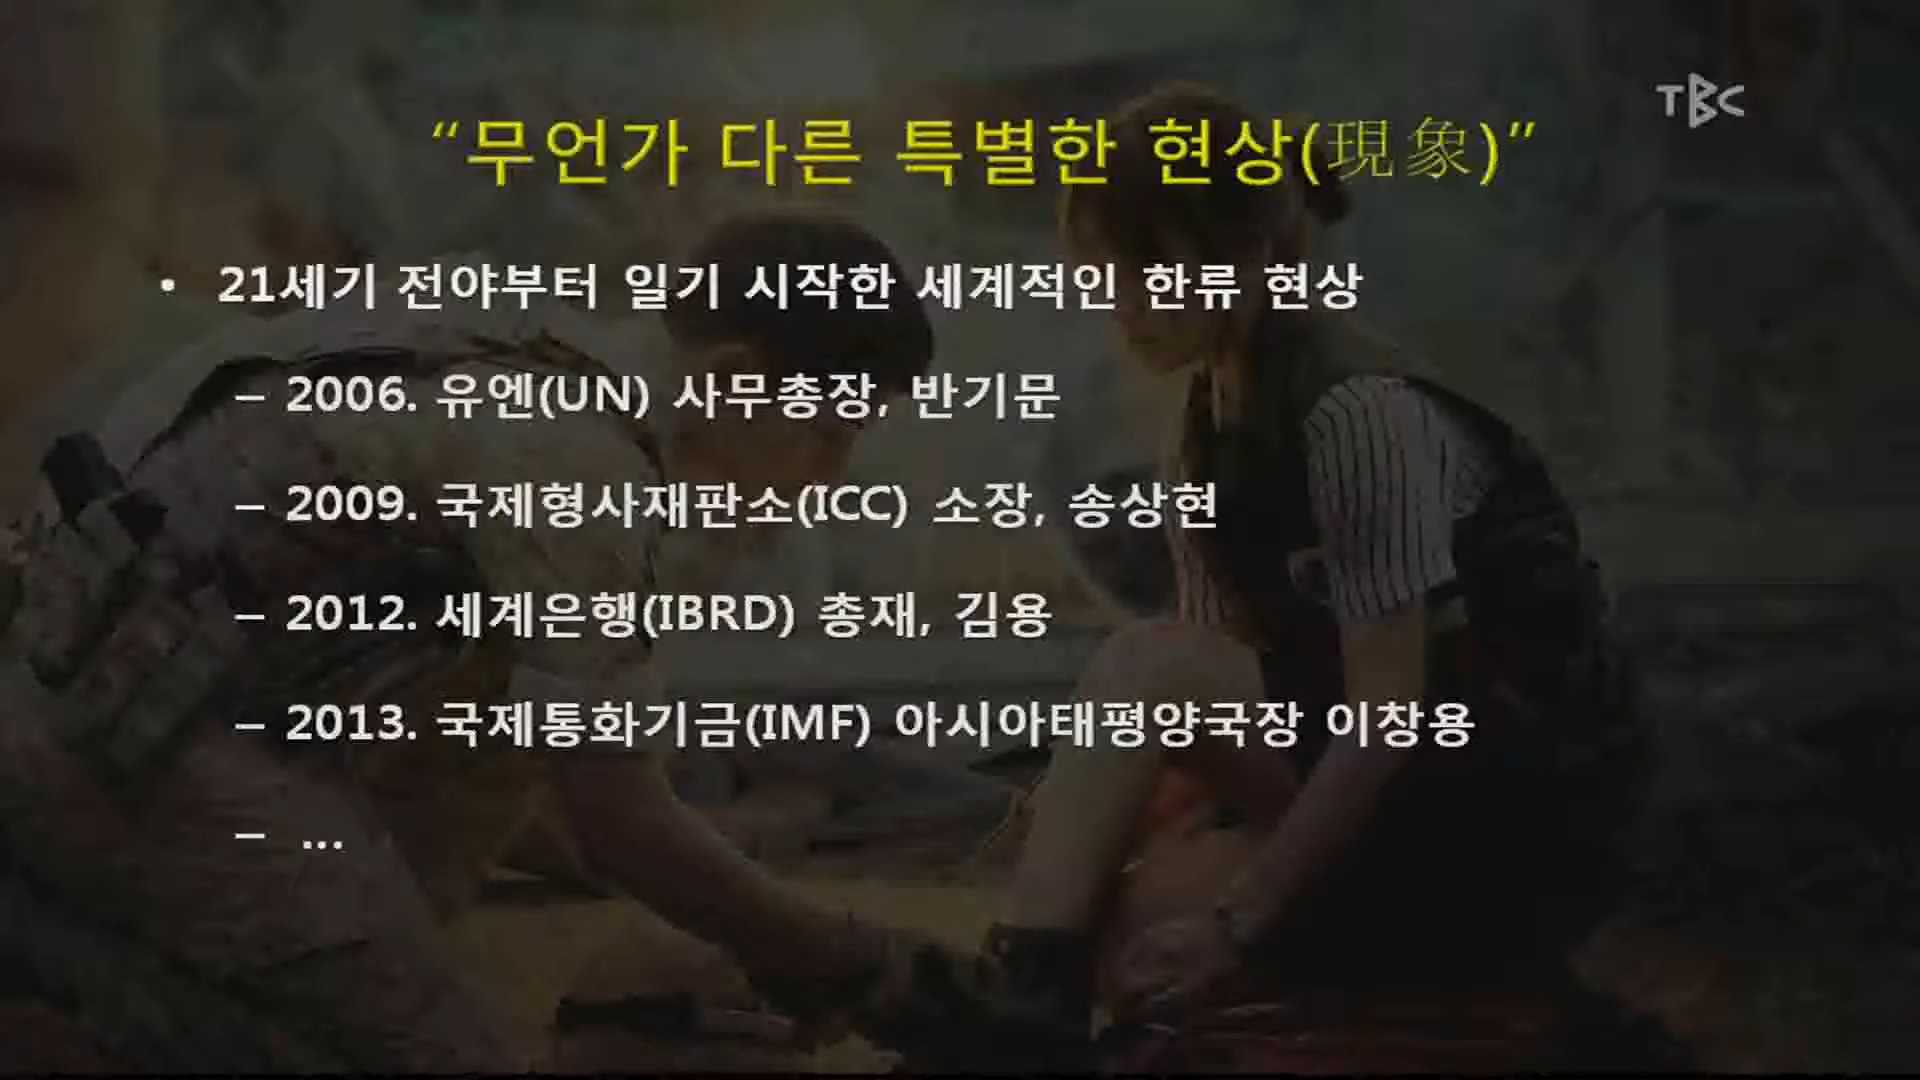 TBC
“무언가 다른 특별한 현상(現象)”
• 21세기 전야부터 일기 시작한 세계적인 한류 현상
– 2006. 유엔(UN) 사무총장, 반기문
– 2009. 국제형사재판소(ICC) 소장, 송상현
– 2012. 세계은행(IBRD) 총재, 김용
– 2013. 국제통화기금(IMF) 아시아태평양국장 이창용
– ...